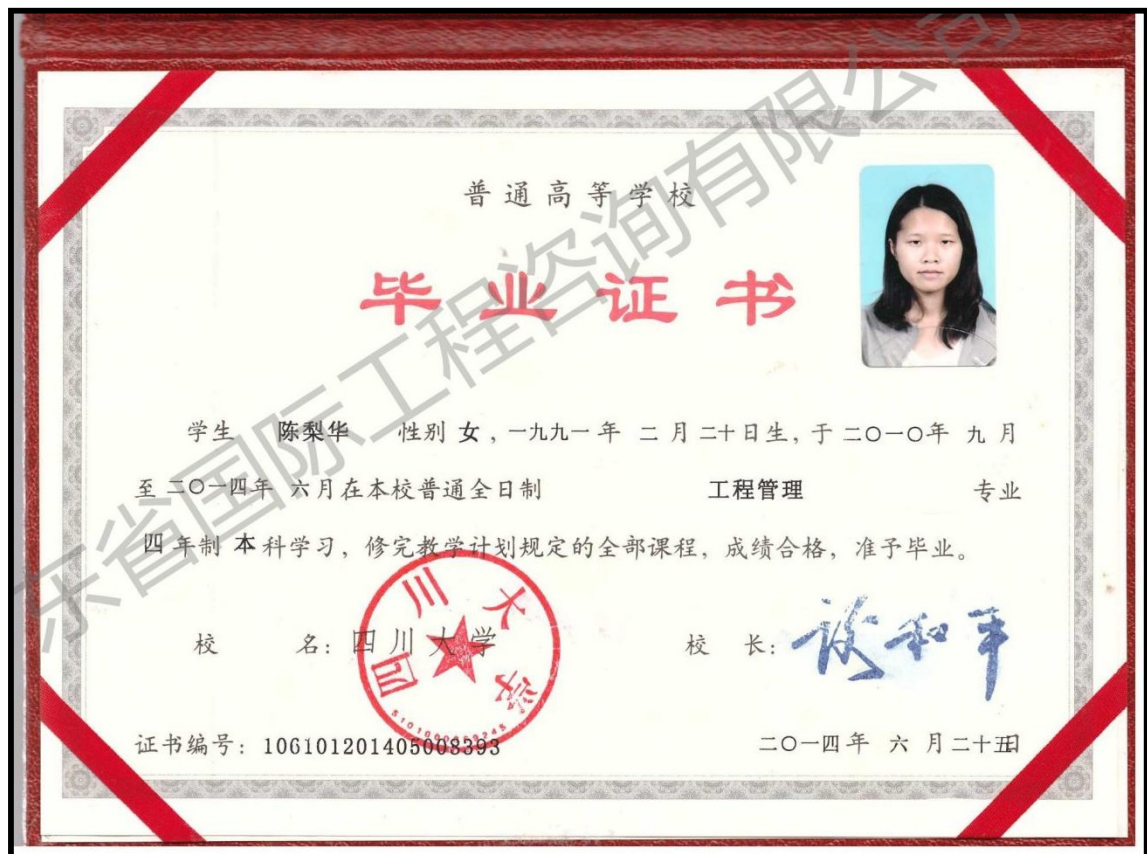 普通高等学校
毕业证书
学生 陈梨华 性别 女，一九九一年 二 月二十日生，于二〇一〇年 九 月
至二〇一四年 六月在本校普通全日制 工程管理 专业
四 年制 本科学习，修完教学计划规定的全部课程，成绩合格，准予毕业。
校 名：四川大学 校 长：谢和平
四川大学
证书编号：106101201405008393 二〇一四年 六 月二十五日
东省国际工程咨询有限公司